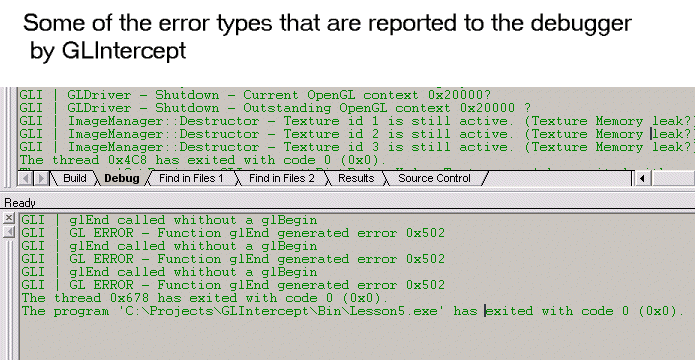 Some of the error types that are reported to the debugger
by GLIntercept
GLI | GLDriver - Shutdown - Current OpenGL context 0x20000?
GLI | GLDriver - Shutdown - Outstanding OpenGL context 0x20000 ?
GLI | ImageManager::Destructor - Texture id 1 is still active. (Texture Memory leak?)
GLI | ImageManager::Destructor - Texture id 2 is still active. (Texture Memory leak?)
GLI | ImageManager::Destructor - Texture id 3 is still active. (Texture Memory leak?)
The thread 0x4C8 has exited with code 0 (0x0).
Build Debug Find in Files 1 Find in Files 2 Results Source Control
Ready
GLI | glEnd called whithout a glBegin
GLI | GL ERROR - Function glEnd generated error 0x502
GLI | glEnd called whithout a glBegin
GLI | GL ERROR - Function glEnd generated error 0x502
GLI | glEnd called whithout a glBegin
GLI | GL ERROR - Function glEnd generated error 0x502
The thread 0x678 has exited with code 0 (0x0).
The program 'C:\Projects\GLIntercept\Bin\Lesson5.exe' has exited with code 0 (0x0).